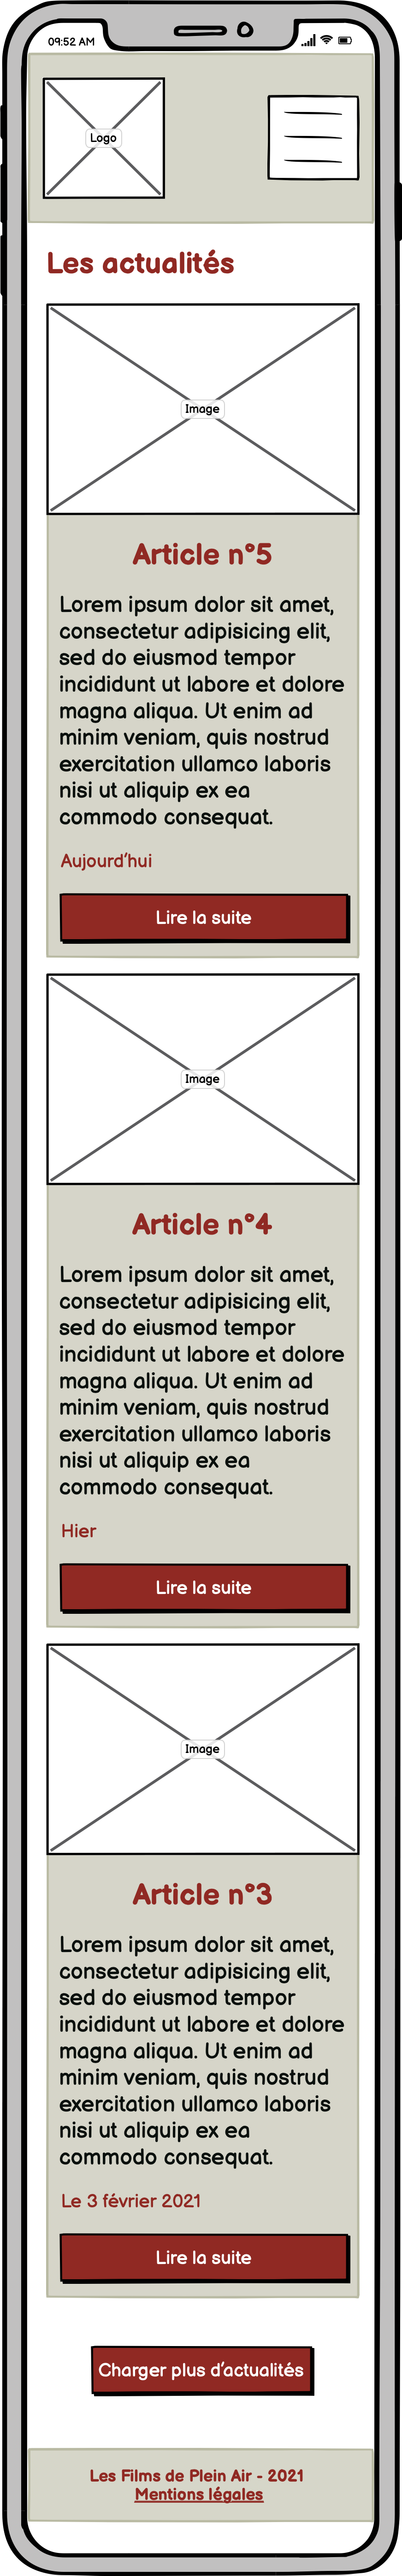 09:52 AM
Logo
Les actualités
Image
Article n°5
Lorem ipsum dolor sit amet,
consectetur adipisicing elit,
sed do eiusmod tempor
incididunt ut labore et dolore
magna aliqua. Ut enim ad
minim veniam, quis nostrud
exercitation ullamco laboris
nisi ut aliquip ex ea
commodo consequat.
Aujourd'hui
Lire la suite
Image
Article n°4
Lorem ipsum dolor sit amet,
consectetur adipisicing elit,
sed do eiusmod tempor
incididunt ut labore et dolore
magna aliqua. Ut enim ad
minim veniam, quis nostrud
exercitation ullamco laboris
nisi ut aliquip ex ea
commodo consequat.
Hier
Lire la suite
Image
Article n°3
Lorem ipsum dolor sit amet,
consectetur adipisicing elit,
sed do eiusmod tempor
incididunt ut labore et dolore
magna aliqua. Ut enim ad
minim veniam, quis nostrud
exercitation ullamco laboris
nisi ut aliquip ex ea
commodo consequat.
Le 3 février 2021
Lire la suite
Charger plus d'actualités
Les Films de Plein Air - 2021
Mentions légales